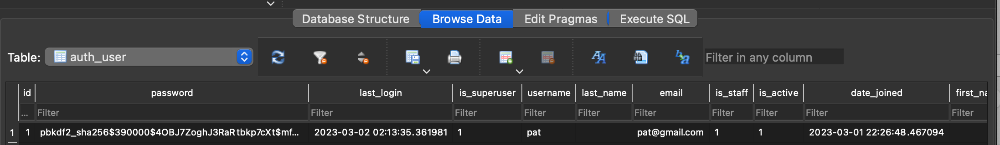 Database Structure Browse Data Edit Pragmas Execute SQL
Table: auth_user Filter in any column
id password last_login is_superuser username last_name email is_staff is_active date_joined first_na
... Filter Filter Filter Filter Filter Filter Filter Filter Filter Filter
1 1 pbkdf2_sha256$390000$4OBJ7ZoghJ3RaRtbkp7cXt$mf... 2023-03-02 02:13:35.361981 1 pat pat@gmail.com 1 1 2023-03-01 22:26:48.467094